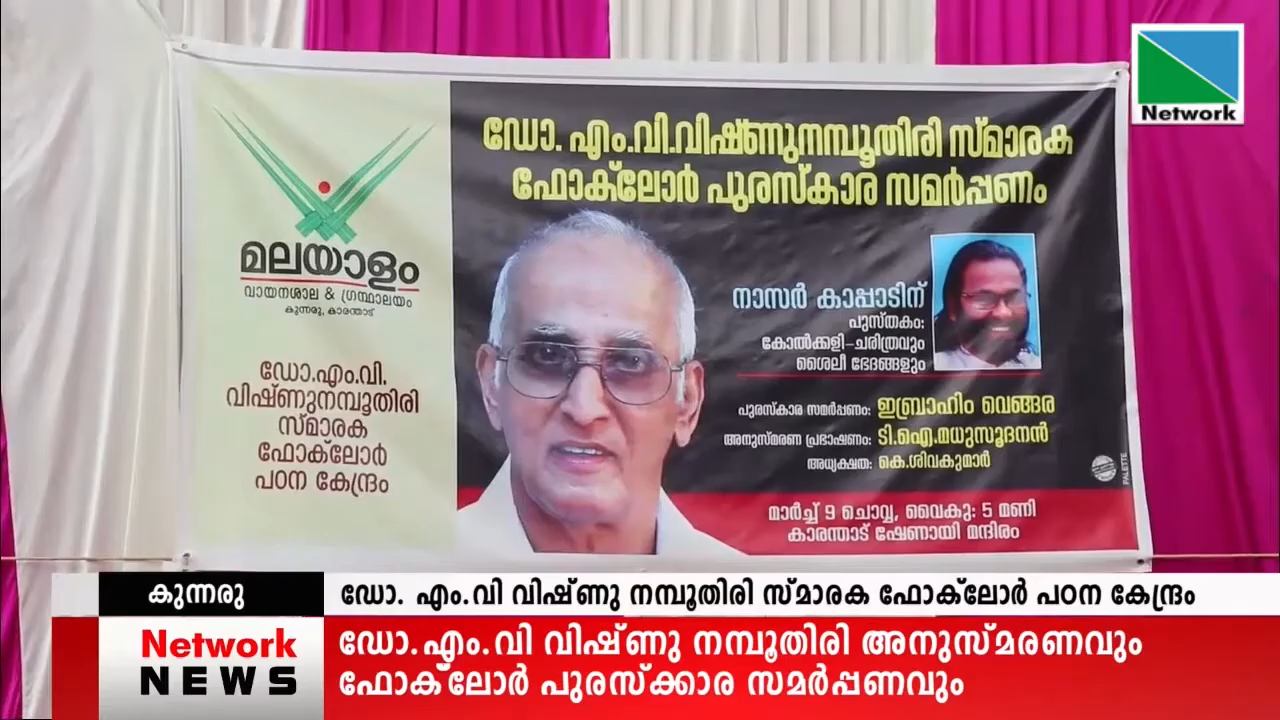 Network
ഡോ. എം.വി.വിഷ്ണുനമ്പൂതിരി സ്മാരക
ഫോക്‌ലോർ പുരസ്കാര സമർപ്പണം
മലയാളം
വായനശാല & ഗ്രന്ഥാലയം
കുന്നരു, കാരന്താട്
ഡോ.എം.വി.
വിഷ്ണുനമ്പൂതിരി
സ്മാരക
ഫോക്‌ലോർ
പഠന കേന്ദ്രം
നാസർ കാപ്പാടിന്
പുസ്തകം:
കോൽക്കളി-ചരിത്രവും
ശൈലീ ഭേദങ്ങളും
പുരസ്കാര സമർപ്പണം: ഇബ്രാഹിം വെങ്ങര
അനുസ്മരണ പ്രഭാഷണം: ടി.ഐ.മധുസൂദനൻ
അധ്യക്ഷത: കെ.ശിവകുമാർ
PALETTE
മാർച്ച് 9 ചൊവ്വ, വൈകു: 5 മണി
കാരന്താട് ഷേണായി മന്ദിരം
കുന്നരു
ഡോ. എം.വി വിഷ്ണു നമ്പൂതിരി സ്മാരക ഫോക്‌ലോർ പഠന കേന്ദ്രം
Network
NEWS
ഡോ.എം.വി വിഷ്ണു നമ്പൂതിരി അനുസ്മരണവും
ഫോക്‌ലോർ പുരസ്ക്കാര സമർപ്പണവും